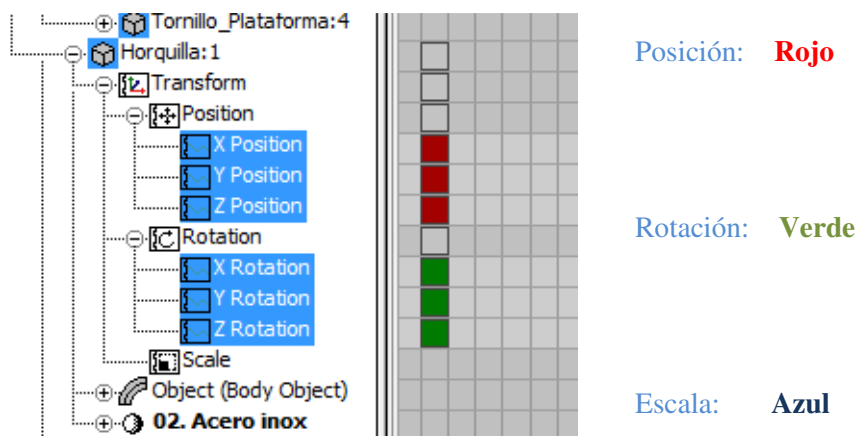 Tornillo_Plataforma:4
Horquilla:1
Posición: Rojo
Transform
Position
X Position
Y Position
Z Position
Rotación: Verde
Rotation
X Rotation
Y Rotation
Z Rotation
Scale
Object (Body Object)
Escala: Azul
02. Acero inox